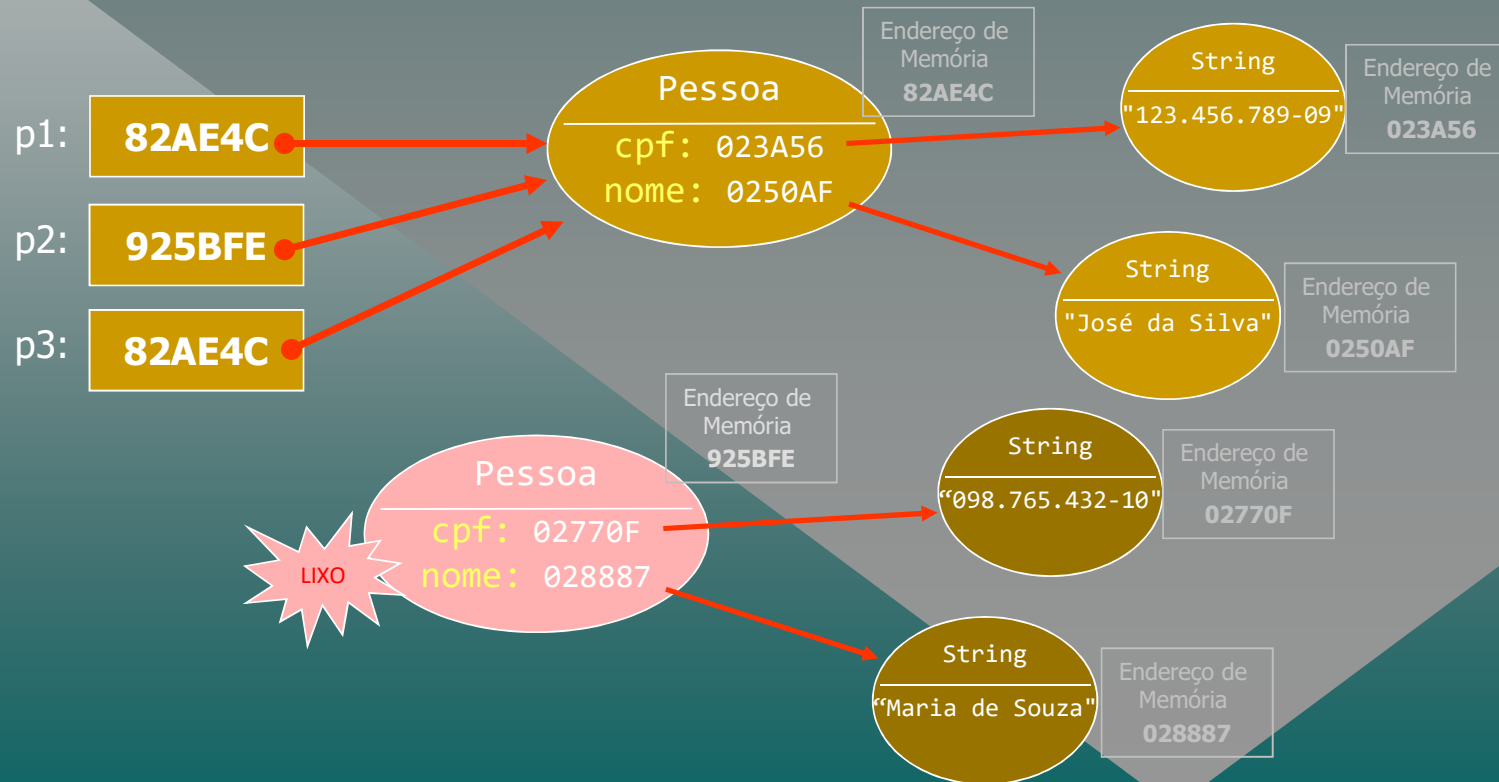 p1:
82AE4C
p2:
925BFE
p3:
82AE4C
Pessoa
cpf: 023A56
nome: 0250AF
Endereço de
Memória
82AE4C
String
"123.456.789-09"
Endereço de
Memória
023A56
String
"José da Silva"
Endereço de
Memória
0250AF
Pessoa
cpf: 02770F
nome: 028887
LIXO
Endereço de
Memória
925BFE
String
“098.765.432-10"
Endereço de
Memória
02770F
String
“Maria de Souza"
Endereço de
Memória
028887